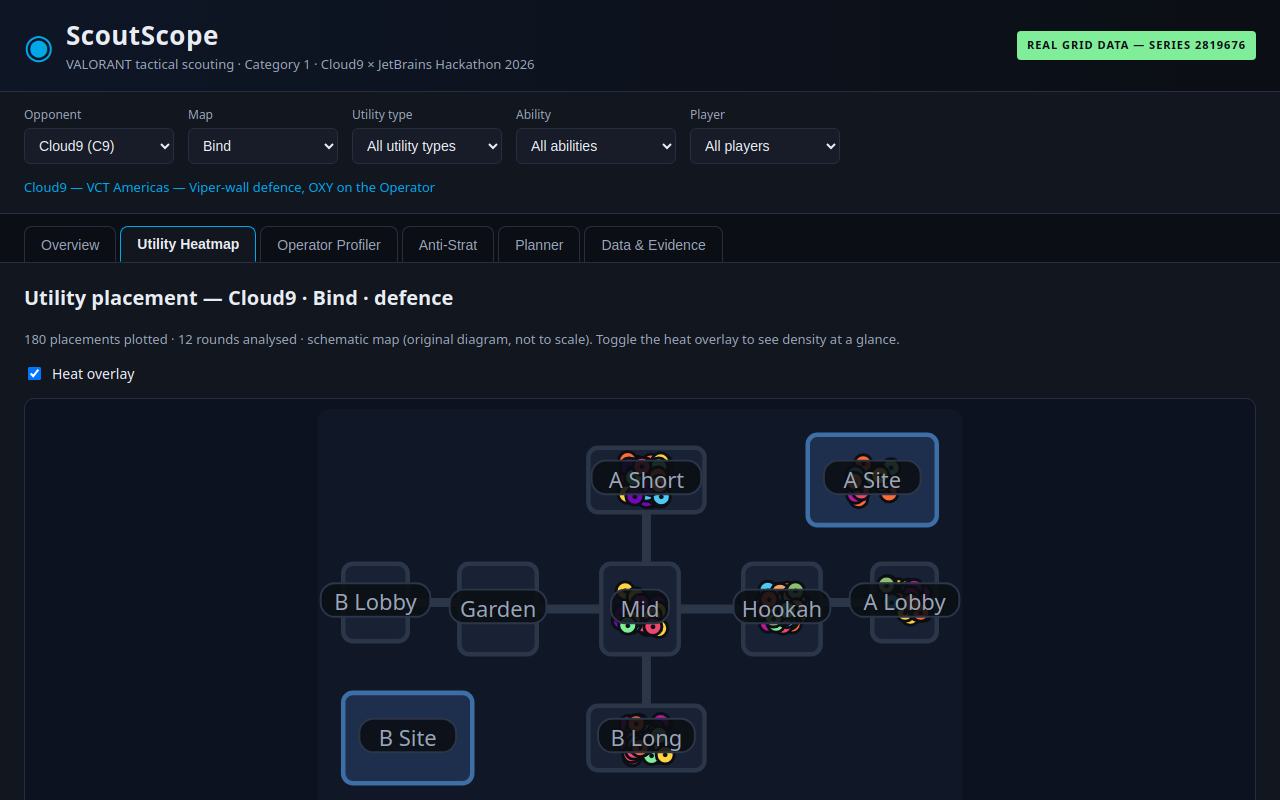 ScoutScope
VALORANT tactical scouting · Category 1 · Cloud9 × JetBrains Hackathon 2026
REAL GRID DATA — SERIES 2819676
Opponent
Map
Utility type
Ability
Player
Cloud9 (C9)
Bind
All utility types
All abilities
All players
Cloud9 — VCT Americas — Viper-wall defence, OXY on the Operator
Overview
Utility Heatmap
Operator Profiler
Anti-Strat
Planner
Data & Evidence
Utility placement — Cloud9 · Bind · defence
180 placements plotted · 12 rounds analysed · schematic map (original diagram, not to scale). Toggle the heat overlay to see density at a glance.
Heat overlay
A Short
A Site
B Lobby
Garden
Mid
Hookah
A Lobby
B Site
B Long